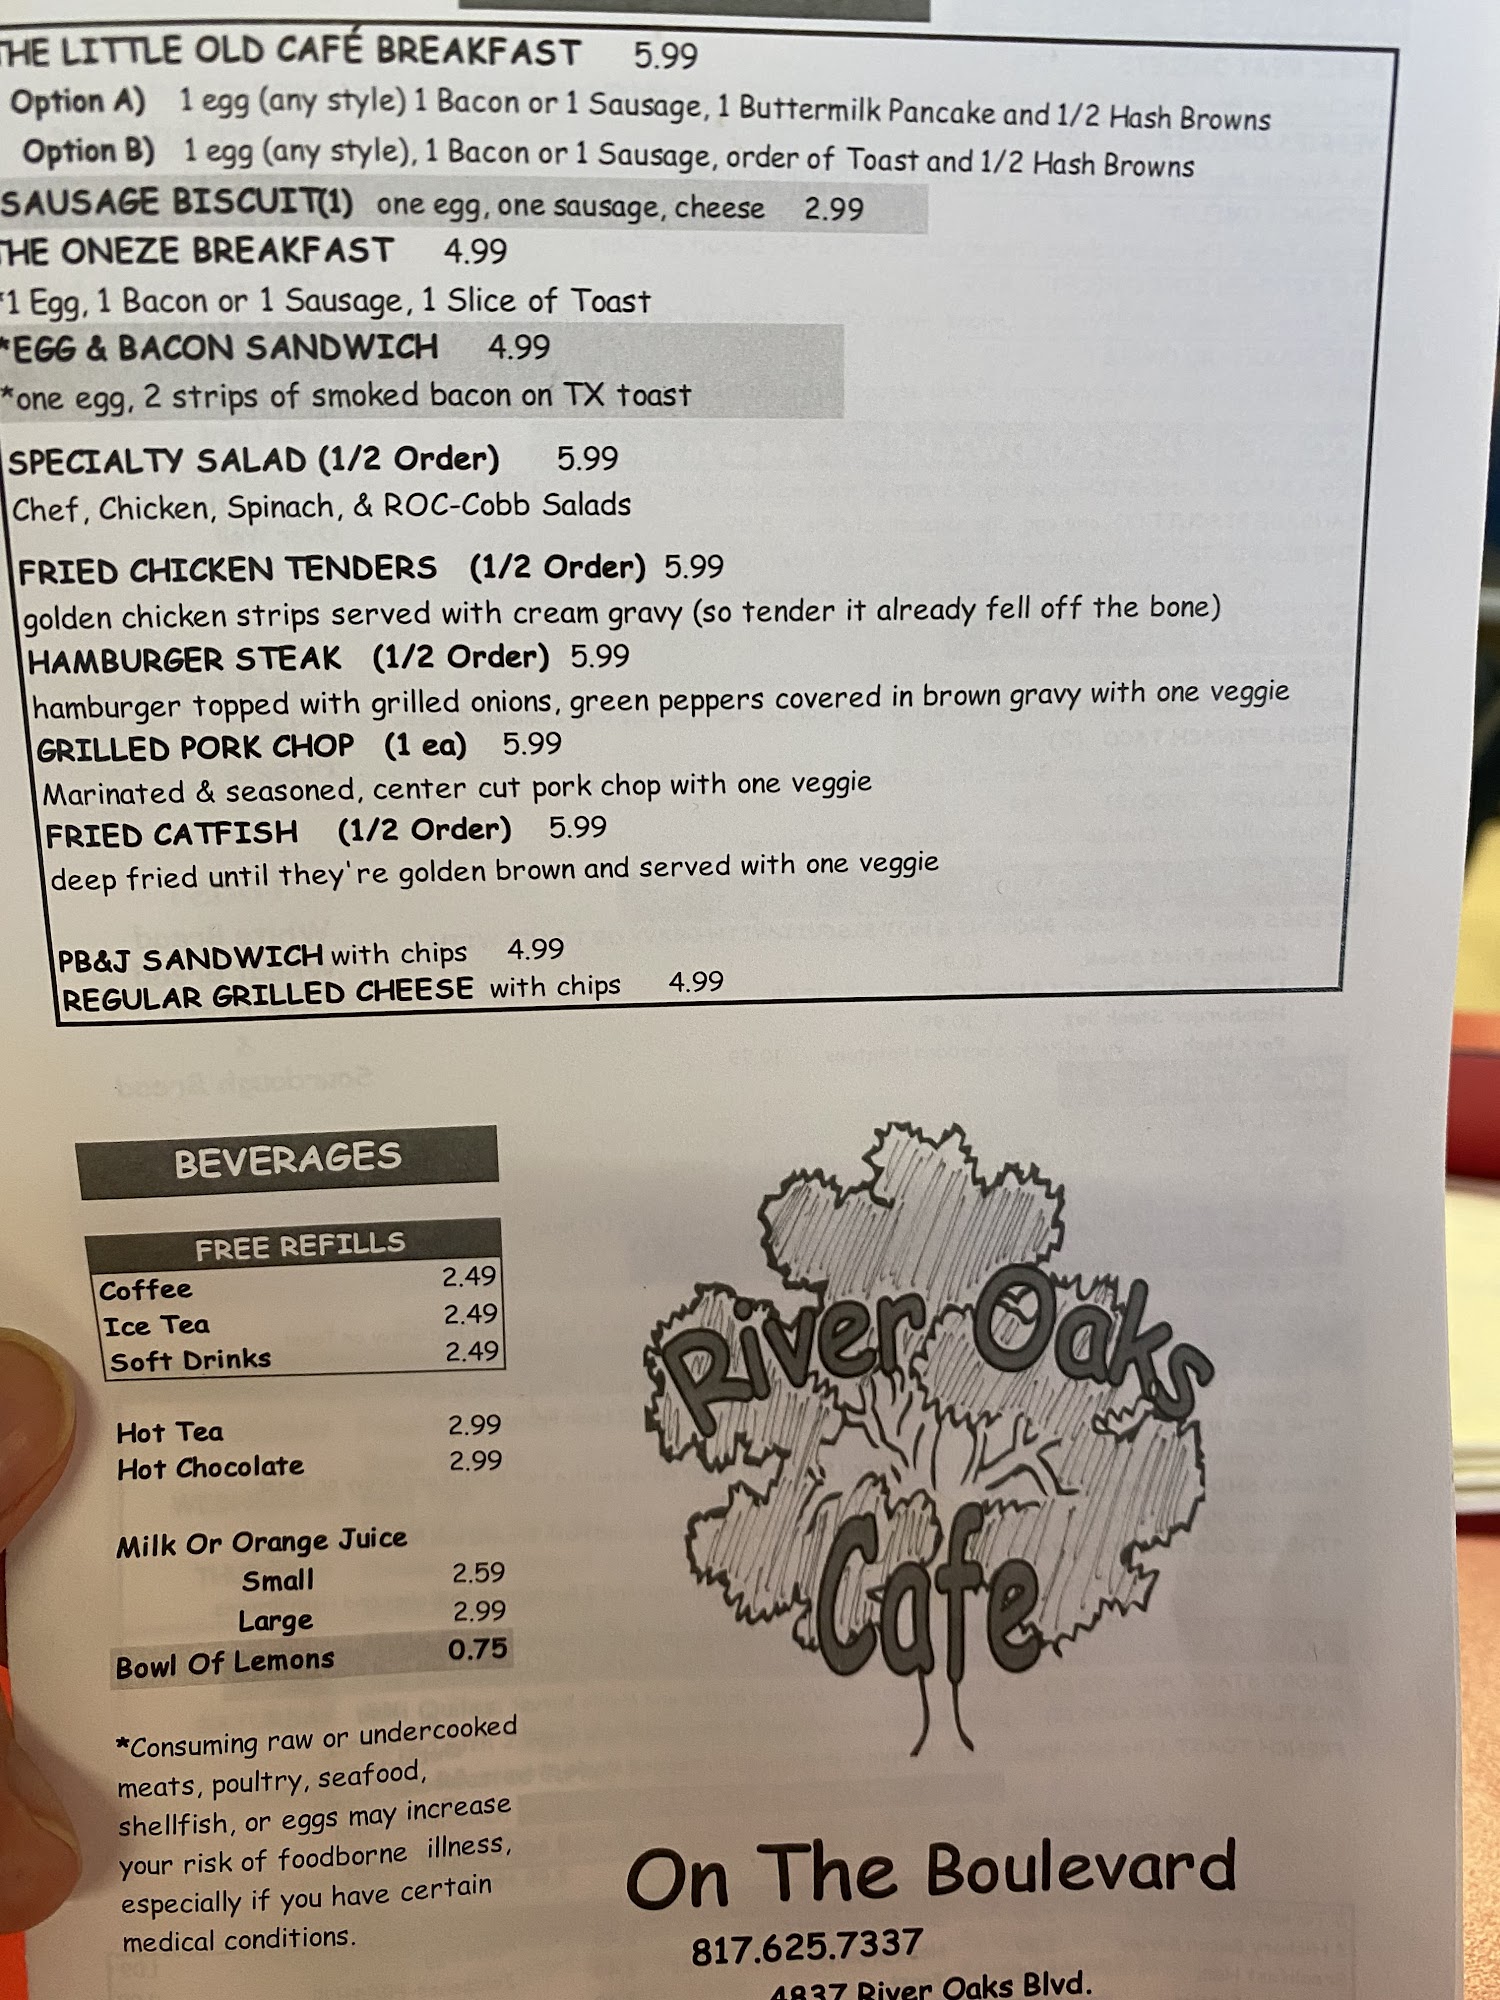 THE LITTLE OLD CAFÉ BREAKFAST 5.99
Option A) 1 egg (any style) 1 Bacon or 1 Sausage, 1 Buttermilk Pancake and 1/2 Hash Browns
Option B) 1 egg (any style), 1 Bacon or 1 Sausage, order of Toast and 1/2 Hash Browns
SAUSAGE BISCUIT(1) one egg, one sausage, cheese 2.99
THE ONEZE BREAKFAST 4.99
*1 Egg, 1 Bacon or 1 Sausage, 1 Slice of Toast
*EGG & BACON SANDWICH 4.99
*one egg, 2 strips of smoked bacon on TX toast
SPECIALTY SALAD (1/2 Order) 5.99
Chef, Chicken, Spinach, & ROC-Cobb Salads
FRIED CHICKEN TENDERS (1/2 Order) 5.99
golden chicken strips served with cream gravy (so tender it already fell off the bone)
HAMBURGER STEAK (1/2 Order) 5.99
hamburger topped with grilled onions, green peppers covered in brown gravy with one veggie
GRILLED PORK CHOP (1 ea) 5.99
Marinated & seasoned, center cut pork chop with one veggie
FRIED CATFISH (1/2 Order) 5.99
deep fried until they're golden brown and served with one veggie
PB&J SANDWICH with chips 4.99
REGULAR GRILLED CHEESE with chips 4.99
BEVERAGES
FREE REFILLS
Coffee 2.49
Ice Tea 2.49
Soft Drinks 2.49
Hot Tea 2.99
Hot Chocolate 2.99
Milk Or Orange Juice
Small 2.59
Large 2.99
Bowl Of Lemons 0.75
*Consuming raw or undercooked
meats, poultry, seafood,
shellfish, or eggs may increase
your risk of foodborne illness,
especially if you have certain
medical conditions.
River Oaks
Cafe
On The Boulevard
817.625.7337
4837 River Oaks Blvd.